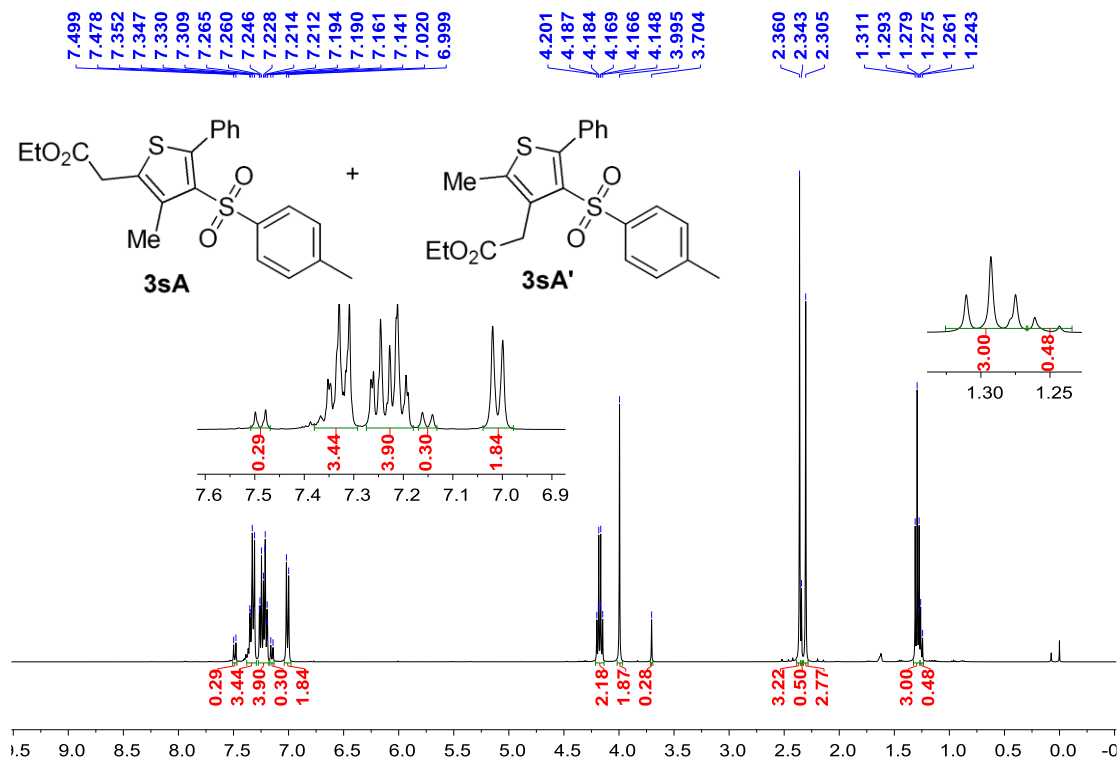 7.499 7.478 7.352 7.347 7.330 7.309 7.265 7.260 7.246 7.228 7.214 7.212 7.194 7.190 7.161 7.141 7.020 6.999 4.201 4.187 4.184 4.169 4.166 4.148 3.995 3.704 2.360 2.343 2.305 1.311 1.293 1.279 1.275 1.261 1.243
S Ph
EtO2C
O
S
O
Me
3sA
+
S Ph
Me
O
S
O
EtO2C
3sA'
0.29 3.44 3.90 0.30 1.84
7.6 7.5 7.4 7.3 7.2 7.1 7.0 6.9
3.00 0.48
1.30 1.25
0.29 3.44 3.90 0.30 1.84 2.18 1.87 0.28 3.22 0.50 2.77 3.00 0.48
.5 9.0 8.5 8.0 7.5 7.0 6.5 6.0 5.5 5.0 4.5 4.0 3.5 3.0 2.5 2.0 1.5 1.0 0.5 0.0 -0